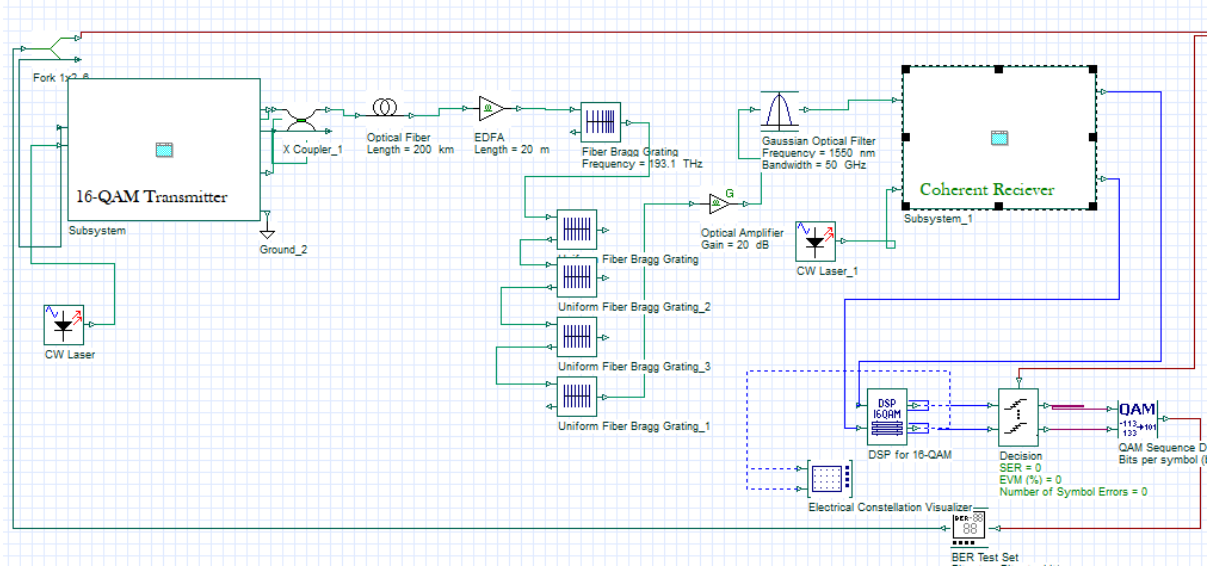 Fork 1x2_6
16-QAM Transmitter
Subsystem
Ground_2
CW Laser
X Coupler_1
Optical Fiber
Length = 200 km
EDFA
Length = 20 m
Fiber Bragg Grating
Frequency = 193.1 THz
Uniform Fiber Bragg Grating
Uniform Fiber Bragg Grating_2
Uniform Fiber Bragg Grating_3
Uniform Fiber Bragg Grating_1
G
Optical Amplifier
Gain = 20 dB
Gaussian Optical Filter
Frequency = 1550 nm
Bandwidth = 50 GHz
CW Laser_1
Coherent Reciever
Subsystem_1
DSP
16QAM
DSP for 16-QAM
Decision
SER = 0
EVM (%) = 0
Number of Symbol Errors = 0
QAM
-113
133→101
QAM Sequence D
Bits per symbol (
Electrical Constellation Visualizer
BER Test Set